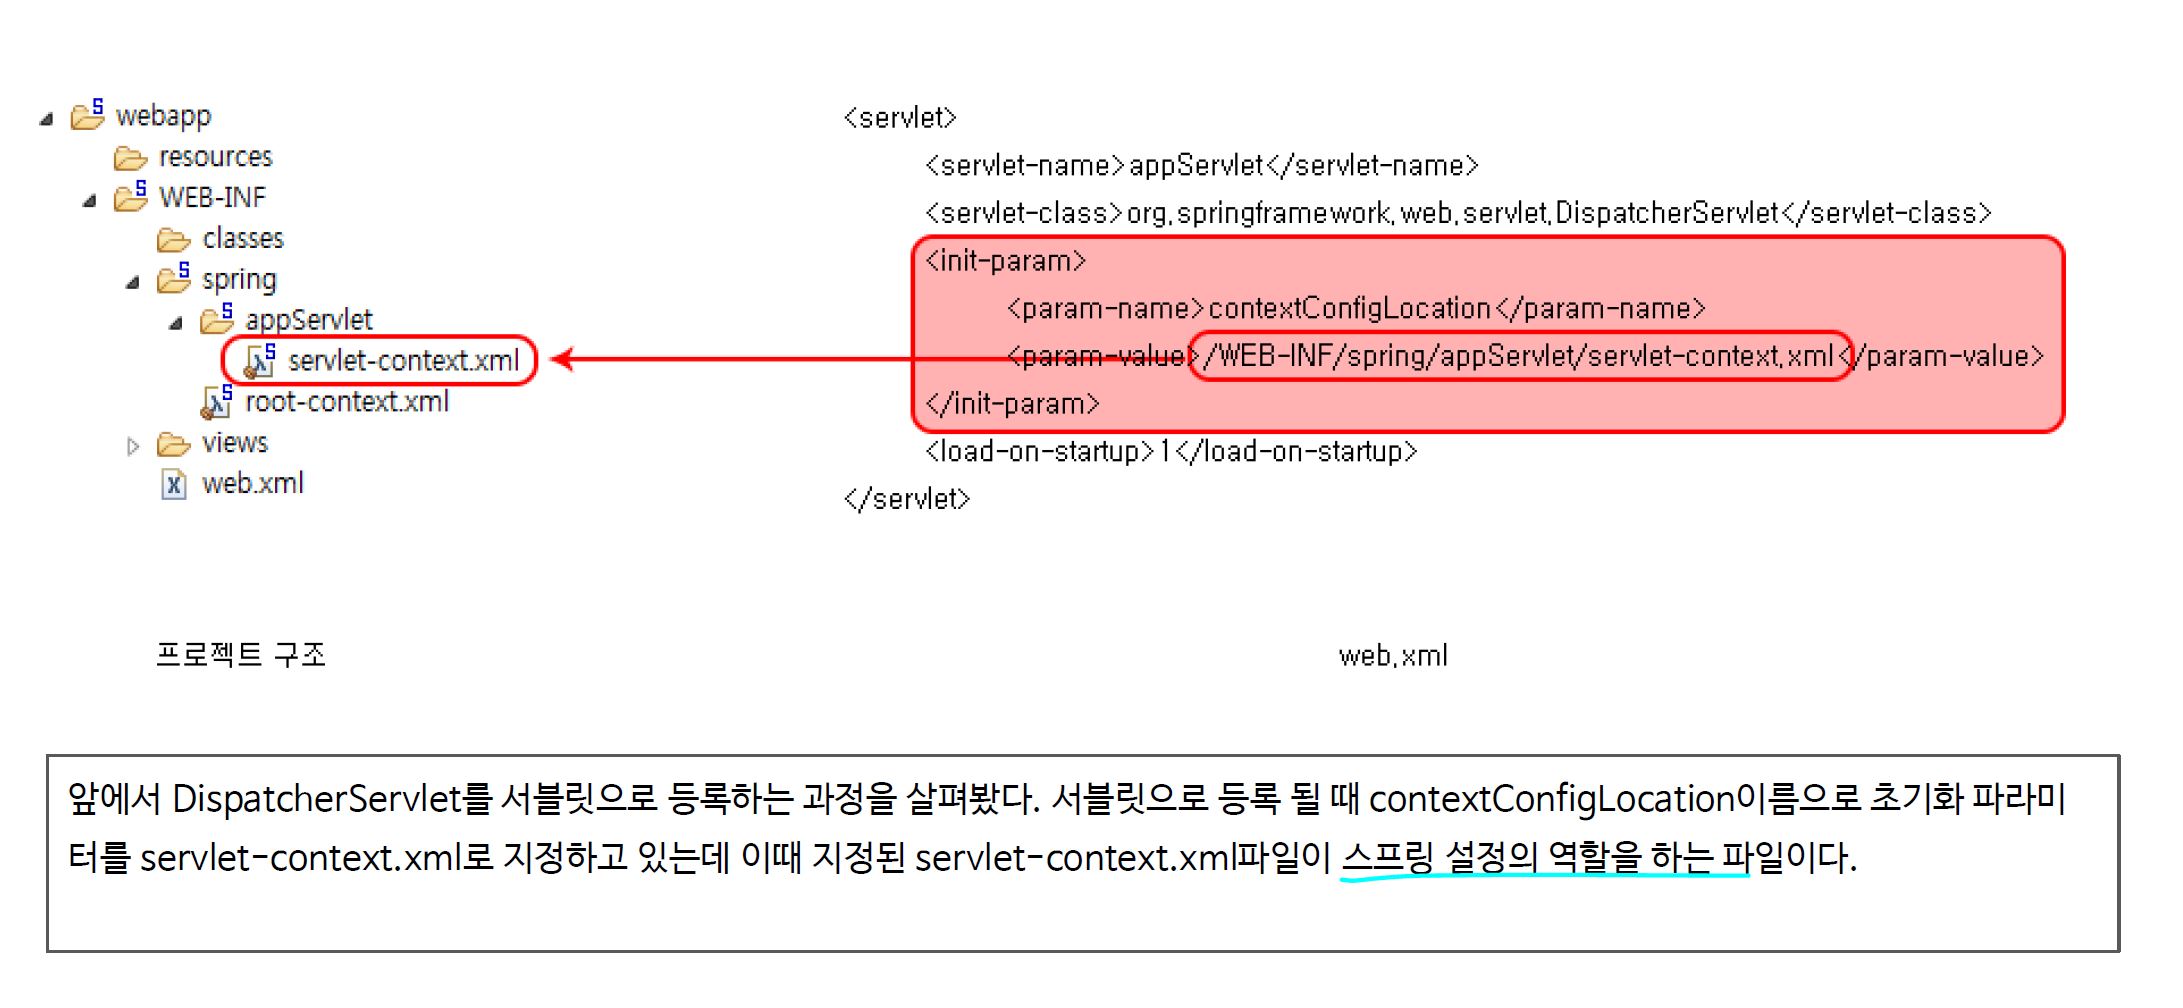 webapp
resources
WEB-INF
classes
spring
appServlet
servlet-context.xml
root-context.xml
views
web.xml
프로젝트 구조
<servlet>
<servlet-name>appServlet</servlet-name>
<servlet-class>org.springframework.web.servlet.DispatcherServlet</servlet-class>
<init-param>
<param-name>contextConfigLocation</param-name>
<param-value>/WEB-INF/spring/appServlet/servlet-context.xml</param-value>
</init-param>
<load-on-startup>1</load-on-startup>
</servlet>
web.xml
앞에서 DispatcherServlet를 서블릿으로 등록하는 과정을 살펴봤다. 서블릿으로 등록 될 때 contextConfigLocation이름으로 초기화 파라미
터를 servlet-context.xml로 지정하고 있는데 이때 지정된 servlet-context.xml파일이 스프링 설정의 역할을 하는 파일이다.